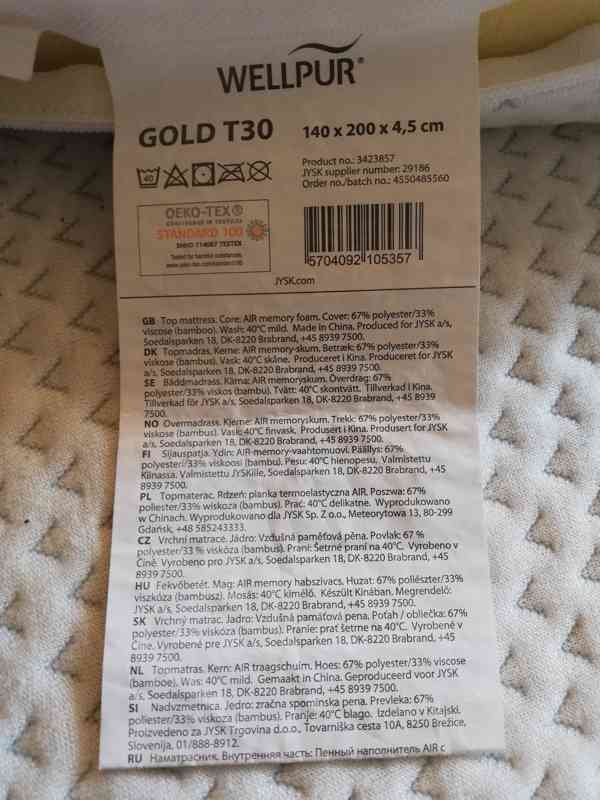 WELLPUR®
GOLD T30
140 x 200 x 4,5 cm
Product no.: 3423857
JYSK supplier number: 29186
Order no./batch no.: 4550485560
40
OEKO-TEX®
CONFIDENCE IN TEXTILES
STANDARD 100
SHHO 114067 TESTEX
Tested for harmful substances.
www.oeko-tex.com/standard100
5704092 105357
JYSK.com
GB Top mattress. Core: AIR memory foam. Cover: 67% polyester/33%
viscose (bamboo). Wash: 40°C mild. Made in China. Produced for JYSK a/s,
Soedalsparken 18, DK-8220 Brabrand, +45 8939 7500.
DK Topmadras. Kerne: AIR memory-skum. Betræk: 67% polyester/33%
viskose (bambus). Vask: 40°C skåne. Produceret i Kina. Produceret for JYSK
a/s, Soedalsparken 18, DK-8220 Brabrand, +45 8939 7500.
SE Bäddmadrass. Kärna: AIR memoryskum. Överdrag: 67%
polyester/33% viskos (bambu). Tvätt: 40°C skontvätt. Tillverkad i Kina.
Tillverkad för JYSK a/s, Soedalsparken 18, DK-8220 Brabrand, +45 8939
7500.
NO Overmadrass. Kjerne: AIR memoryskum. Trekk: 67% polyester/33%
viskose (bambus). Vask: 40°C finvask. Produsert i Kina. Produsert for JYSK
a/s, Soedalsparken 18, DK-8220 Brabrand, +45 8939 7500.
FI Sijauspatja. Ydin: AIR-memory-vaahtomuovi. Päällys: 67%
polyesteri/33% viskoosi (bambu). Pesu: 40°C hienopesu. Valmistettu
Kiinassa. Valmistettu JYSKille, Soedalsparken 18, DK-8220 Brabrand, +45
8939 7500.
PL Topmaterac. Rdzeń: pianka termoelastyczna AIR. Poszwa: 67%
poliester/33% wiskoza (bambus). Prać: 40°C delikatne. Wyprodukowano
w Chinach. Wyprodukowano dla JYSK Sp. Z o.o., Meteorytowa 13, 80-299
Gdańsk, +48 585243333.
CZ Vrchní matrace. Jádro: Vzdušná paměťová pěna. Povlak: 67 %
polyester/33 % viskóza (bambus). Praní: Šetrné praní na 40°C. Vyrobeno v
Číně. Vyrobeno pro JYSK a/s, Soedalsparken 18, DK-8220 Brabrand, +45
8939 7500.
HU Fekvőbetét. Mag: AIR memory habszivacs. Huzat: 67% poliészter/33%
viszkóza (bambusz). Mosás: 40°C kímélő. Készült Kínában. Megrendelő:
JYSK a/s, Soedalsparken 18, DK-8220 Brabrand, +45 8939 7500.
SK Vrchný matrac. Jadro: Vzdušná pamäťová pena. Poťah / obliečka: 67%
polyester/33% viskóza (bambus). Pranie: prať šetrne na 40°C. Vyrobené v
Číne. Vyrobené pre JYSK a/s, Soedalsparken 18, DK-8220 Brabrand, +45
8939 7500.
NL Topmatras. Kern: AIR traagschuim. Hoes: 67% polyester/33% viscose
(bamboe). Was: 40°C mild. Gemaakt in China. Geproduceerd voor JYSK
a/s, Soedalsparken 18, DK-8220 Brabrand, +45 8939 7500.
SI Nadvzmetnica. Jedro: zračna spominska pena. Prevleka: 67%
poliester/33% viskoza (bambus). Pranje: 40°C blago. Izdelano v Kitajski.
Proizvedeno za JYSK Trgovina d.o.o., Tovarniška cesta 10A, 8250 Brežice,
Slovenija, 01/888-8912.
RU Наматрасник. Внутренняя часть: Пенный наполнитель AIR с